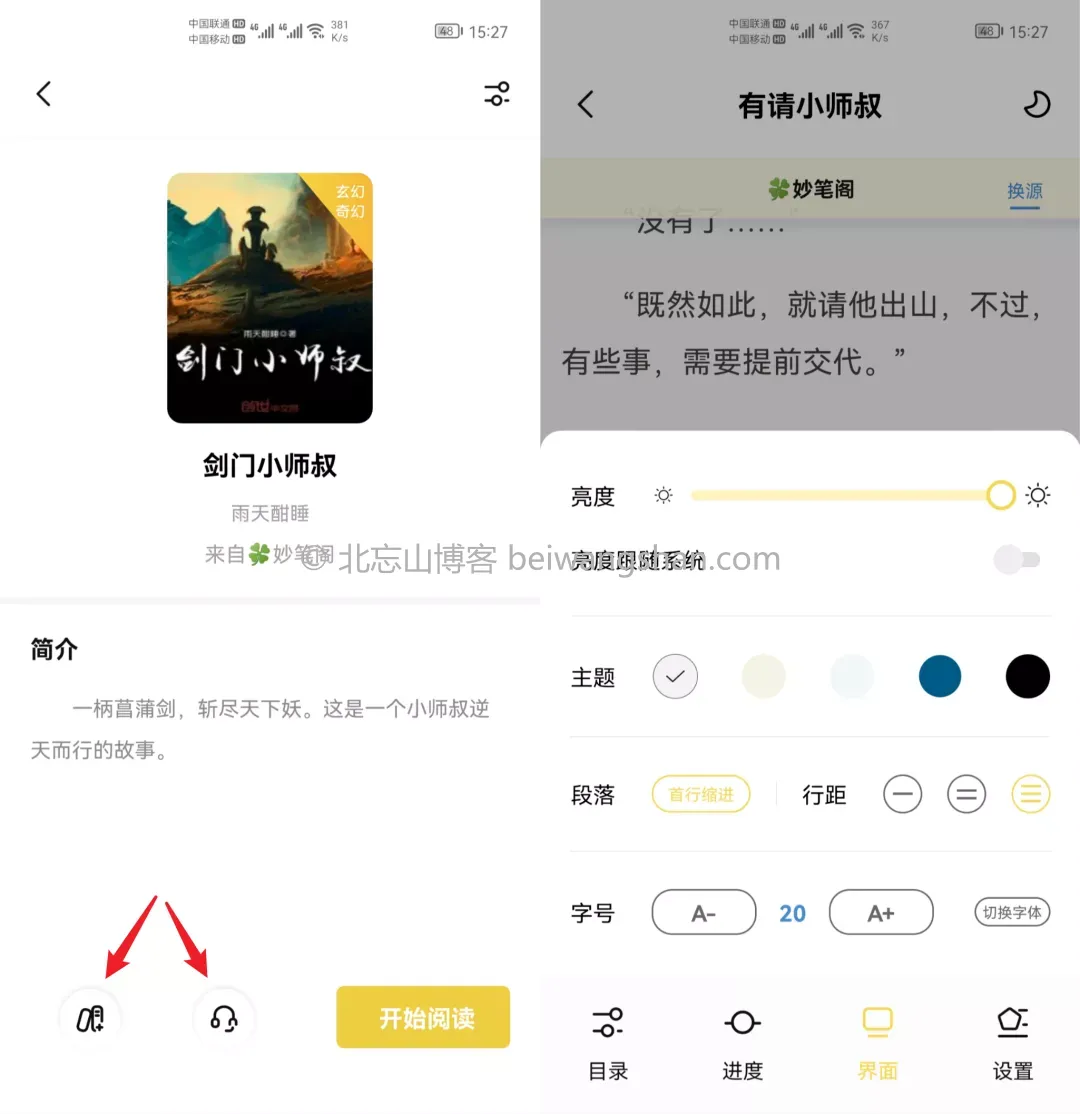 中国联通 HD 4G 4G 381
中国移动 HD K/s
48 15:27
玄幻
奇幻
雨天酣睡◎著
剑门小师叔
创世中文网
剑门小师叔
雨天酣睡
来自🍀妙笔阁
简介
一柄菖蒲剑，斩尽天下妖。这是一个小师叔逆
天而行的故事。
开始阅读
中国联通 HD 4G 4G 367
中国移动 HD K/s
48 15:27
有请小师叔
🍀妙笔阁
换源
“没有了……”
“既然如此，就请他出山，不过，
有些事，需要提前交代。”
亮度
亮度跟随系统
© 北忘山博客 beiwangshan.com
主题
段落 首行缩进 行距
字号 A- 20 A+ 切换字体
目录 进度 界面 设置